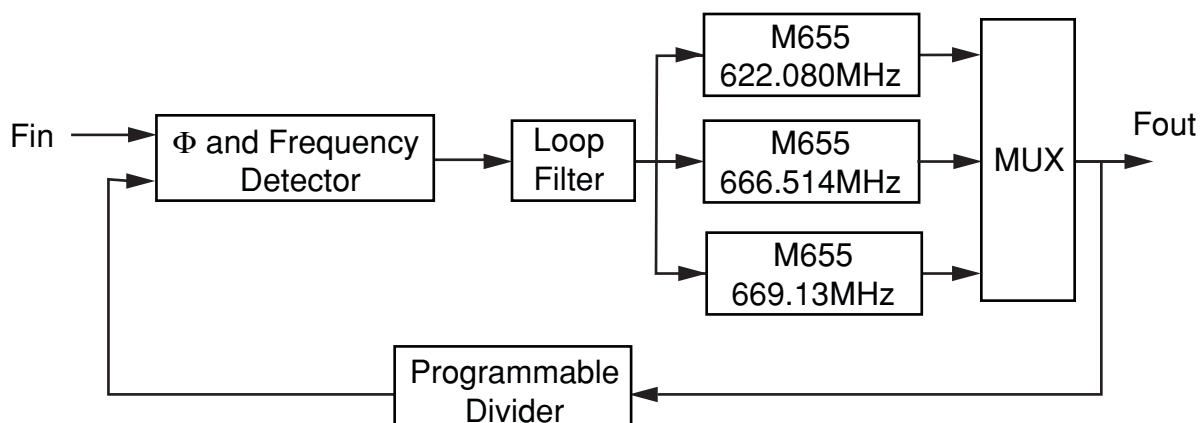 Fin
Φ and Frequency
Detector
Loop
Filter
M655
622.080MHz
M655
666.514MHz
M655
669.13MHz
MUX
Fout
Programmable
Divider